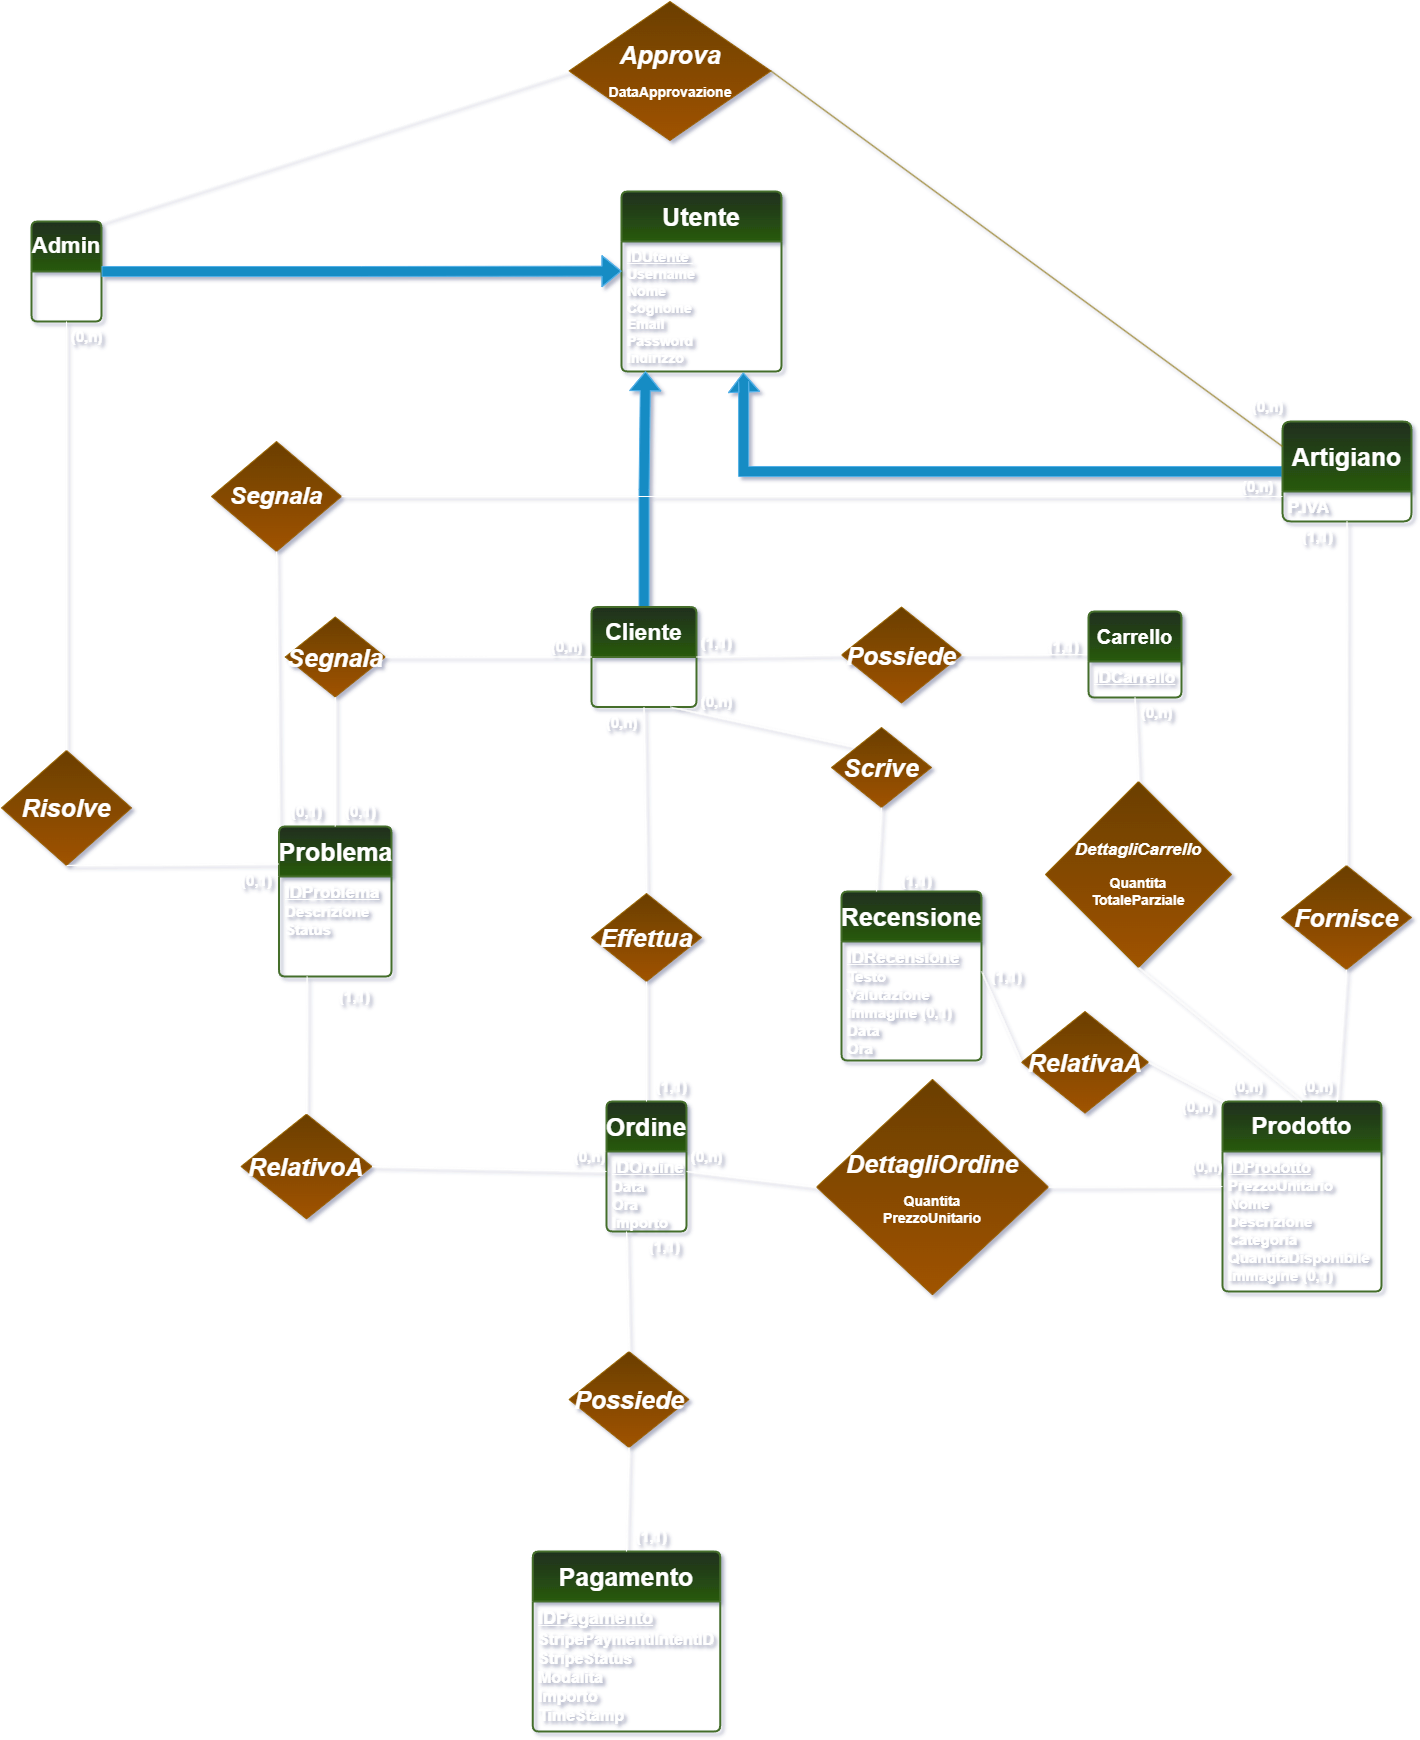 Approva
DataApprovazione
Utente
IDUtente
Username
Nome
Cognome
Email
Password
Indirizzo
Admin
(0,n)
(0,n)
Artigiano
P.IVA
(0,n)
(1,1)
Segnala
Segnala
(0,n)
Cliente
(1,1)
(0,n)
(0,n)
Possiede
(1,1)
Carrello
IDCarrello
(0,n)
Scrive
Risolve
(0,1)
(0,1)
(0,1)
Problema
IDProblema
Descrizione
Status
(1,1)
Effettua
(1,1)
Recensione
IDRecensione
Testo
Valutazione
Immagine (0,1)
Data
Ora
(1,1)
DettagliCarrello
Quantita
TotaleParziale
Fornisce
RelativaA
RelativoA
(1,1)
Ordine
(0,n)
IDOrdine
Data
Ora
Importo
(0,n)
(1,1)
DettagliOrdine
Quantita
PrezzoUnitario
(0,n)
(0,n)
(0,n)
(0,n)
Prodotto
IDProdotto
PrezzoUnitario
Nome
Descrizione
Categoria
QuantitaDisponibile
Immagine (0,1)
Possiede
(1,1)
Pagamento
IDPagamento
StripePaymentIntentID
StripeStatus
Modalita
Importo
TimeStamp